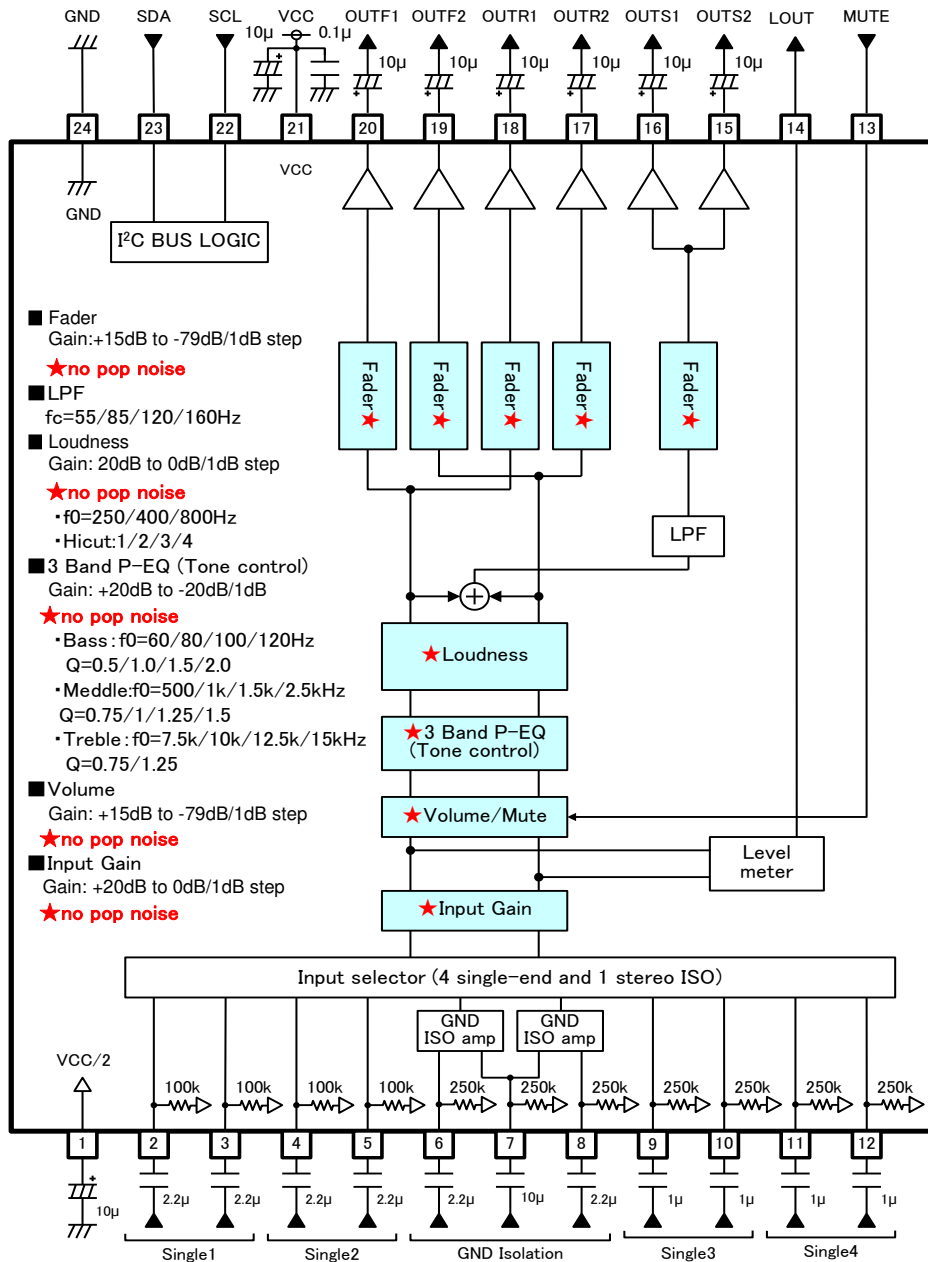 GND SDA SCL VCC OUTF1 OUTF2 OUTR1 OUTR2 OUTS1 OUTS2 LOUT MUTE
10μ 0.1μ 10μ 10μ 10μ 10μ 10μ 10μ
+ + + + + + +
24 23 22 21 20 19 18 17 16 15 14 13
VCC
GND
I²C BUS LOGIC
■ Fader
Gain:+15dB to -79dB/1dB step
★no pop noise
■ LPF
fc=55/85/120/160Hz
■ Loudness
Gain: 20dB to 0dB/1dB step
★no pop noise
・f0=250/400/800Hz
・Hicut:1/2/3/4
■ 3 Band P-EQ (Tone control)
Gain: +20dB to -20dB/1dB
★no pop noise
・Bass:f0=60/80/100/120Hz
Q=0.5/1.0/1.5/2.0
・Meddle:f0=500/1k/1.5k/2.5kHz
Q=0.75/1/1.25/1.5
・Treble:f0=7.5k/10k/12.5k/15kHz
Q=0.75/1.25
■ Volume
Gain: +15dB to -79dB/1dB step
★no pop noise
■ Input Gain
Gain: +20dB to 0dB/1dB step
★no pop noise
Fader★ Fader★ Fader★ Fader★ Fader★
LPF
+
★Loudness
★3 Band P-EQ
(Tone control)
★Volume/Mute
Level
meter
★Input Gain
Input selector (4 single-end and 1 stereo ISO)
GND
ISO amp
GND
ISO amp
VCC/2
100k 100k 100k 100k 250k 250k 250k 250k 250k 250k 250k
1 2 3 4 5 6 7 8 9 10 11 12
+
10μ 2.2μ 2.2μ 2.2μ 2.2μ 2.2μ 10μ 2.2μ 1μ 1μ 1μ 1μ
Single1 Single2 GND Isolation Single3 Single4